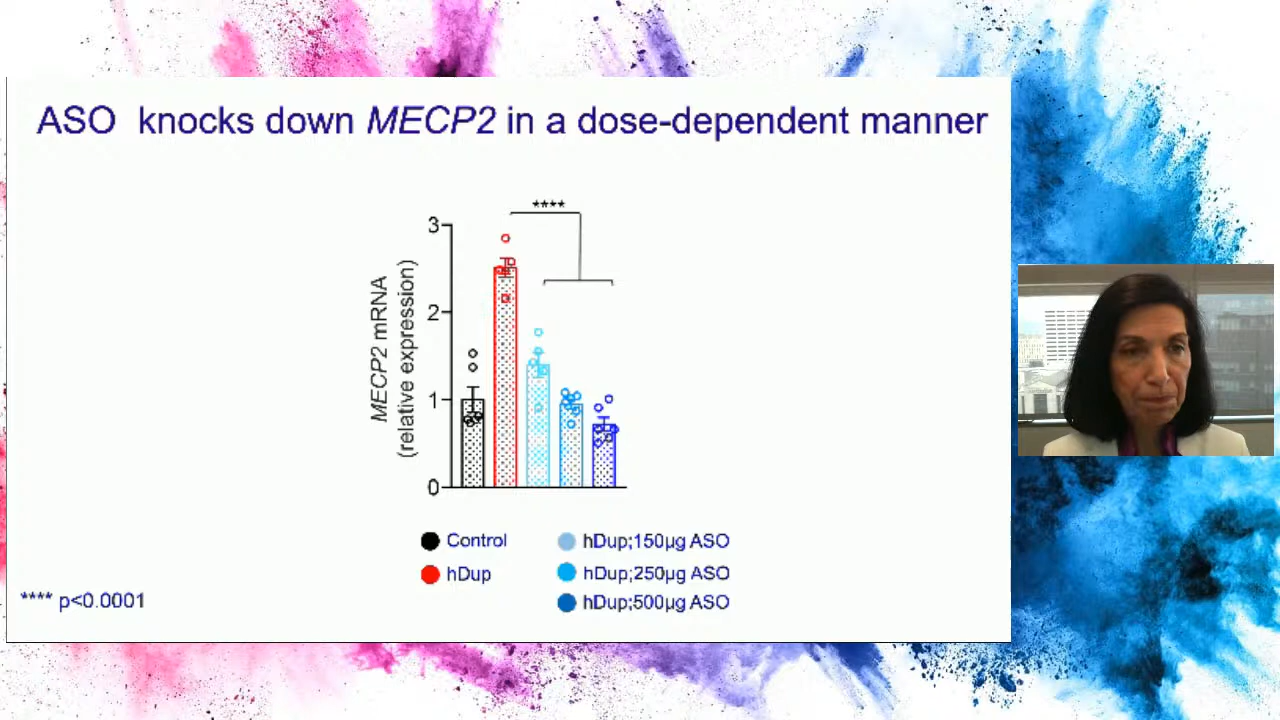 ASO knocks down MECP2 in a dose-dependent manner
****
3
2
1
0
MECP2 mRNA
(relative expression)
Control
hDup
hDup;150µg ASO
hDup;250µg ASO
hDup;500µg ASO
**** p<0.0001